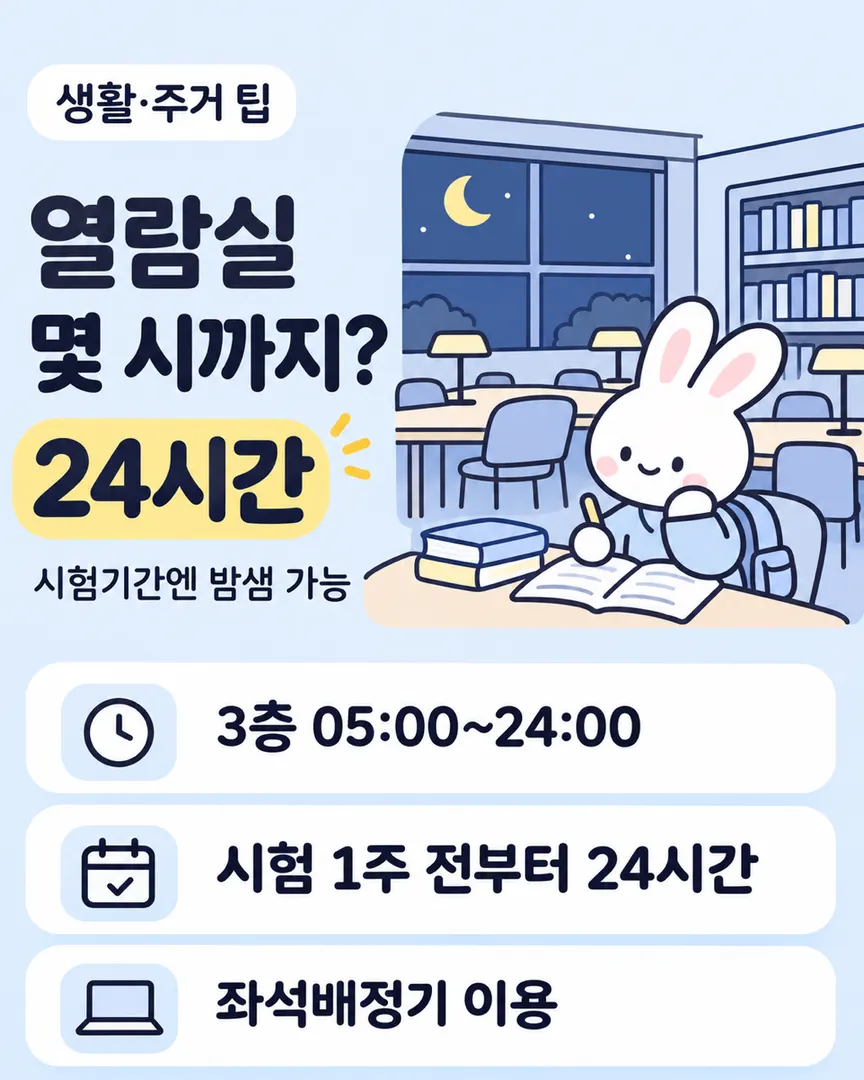 생활·주거 팁
열람실
몇 시까지?
24시간
시험기간엔 밤샘 가능
3층 05:00~24:00
시험 1주 전부터 24시간
좌석배정기 이용